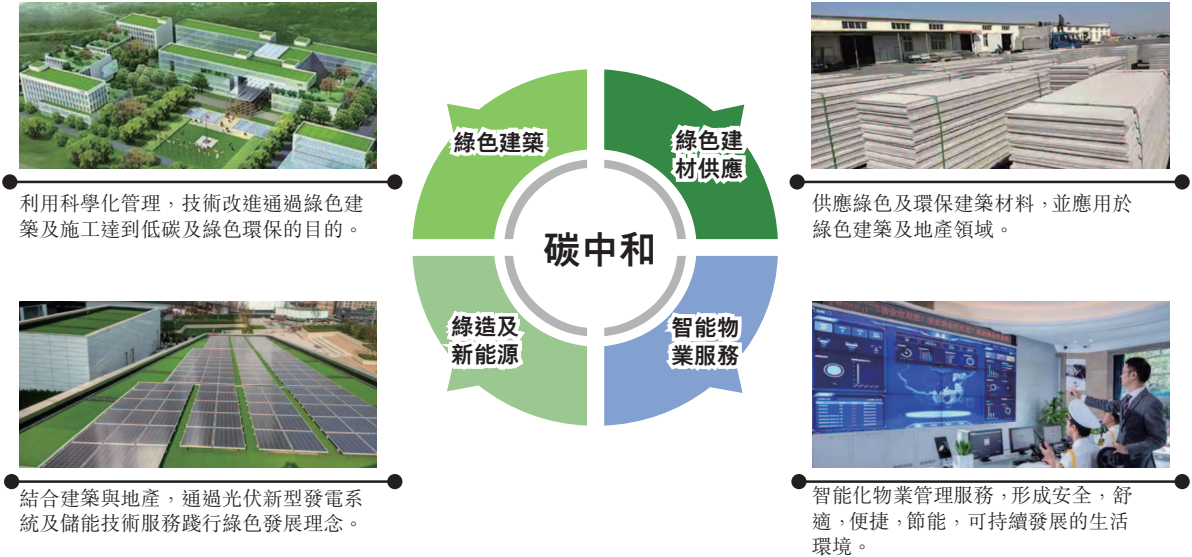 綠色建築
綠色建
材供應
利用科學化管理，技術改進通過綠色建
築及施工達到低碳及綠色環保的目的。
供應綠色及環保建築材料，並應用於
綠色建築及地產領域。
碳中和
綠造及
新能源
智能物
業服務
結合建築與地產，通過光伏新型發電系
統及儲能技術服務踐行綠色發展理念。
智能化物業管理服務，形成安全，舒
適，便捷，節能，可持續發展的生活
環境。